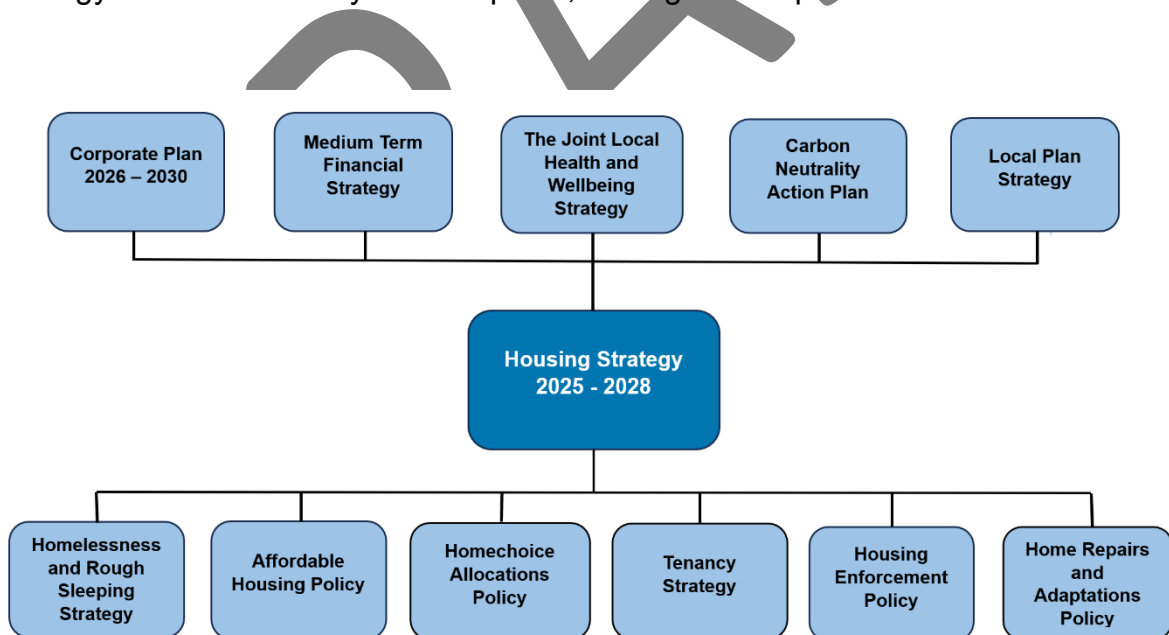 Corporate Plan
2026 – 2030
Medium Term
Financial
Strategy
The Joint Local
Health and
Wellbeing
Strategy
Carbon
Neutrality
Action Plan
Local Plan
Strategy
Housing Strategy
2025 - 2028
Homelessness
and Rough
Sleeping
Strategy
Affordable
Housing Policy
Homechoice
Allocations
Policy
Tenancy
Strategy
Housing
Enforcement
Policy
Home Repairs
and
Adaptations
Policy